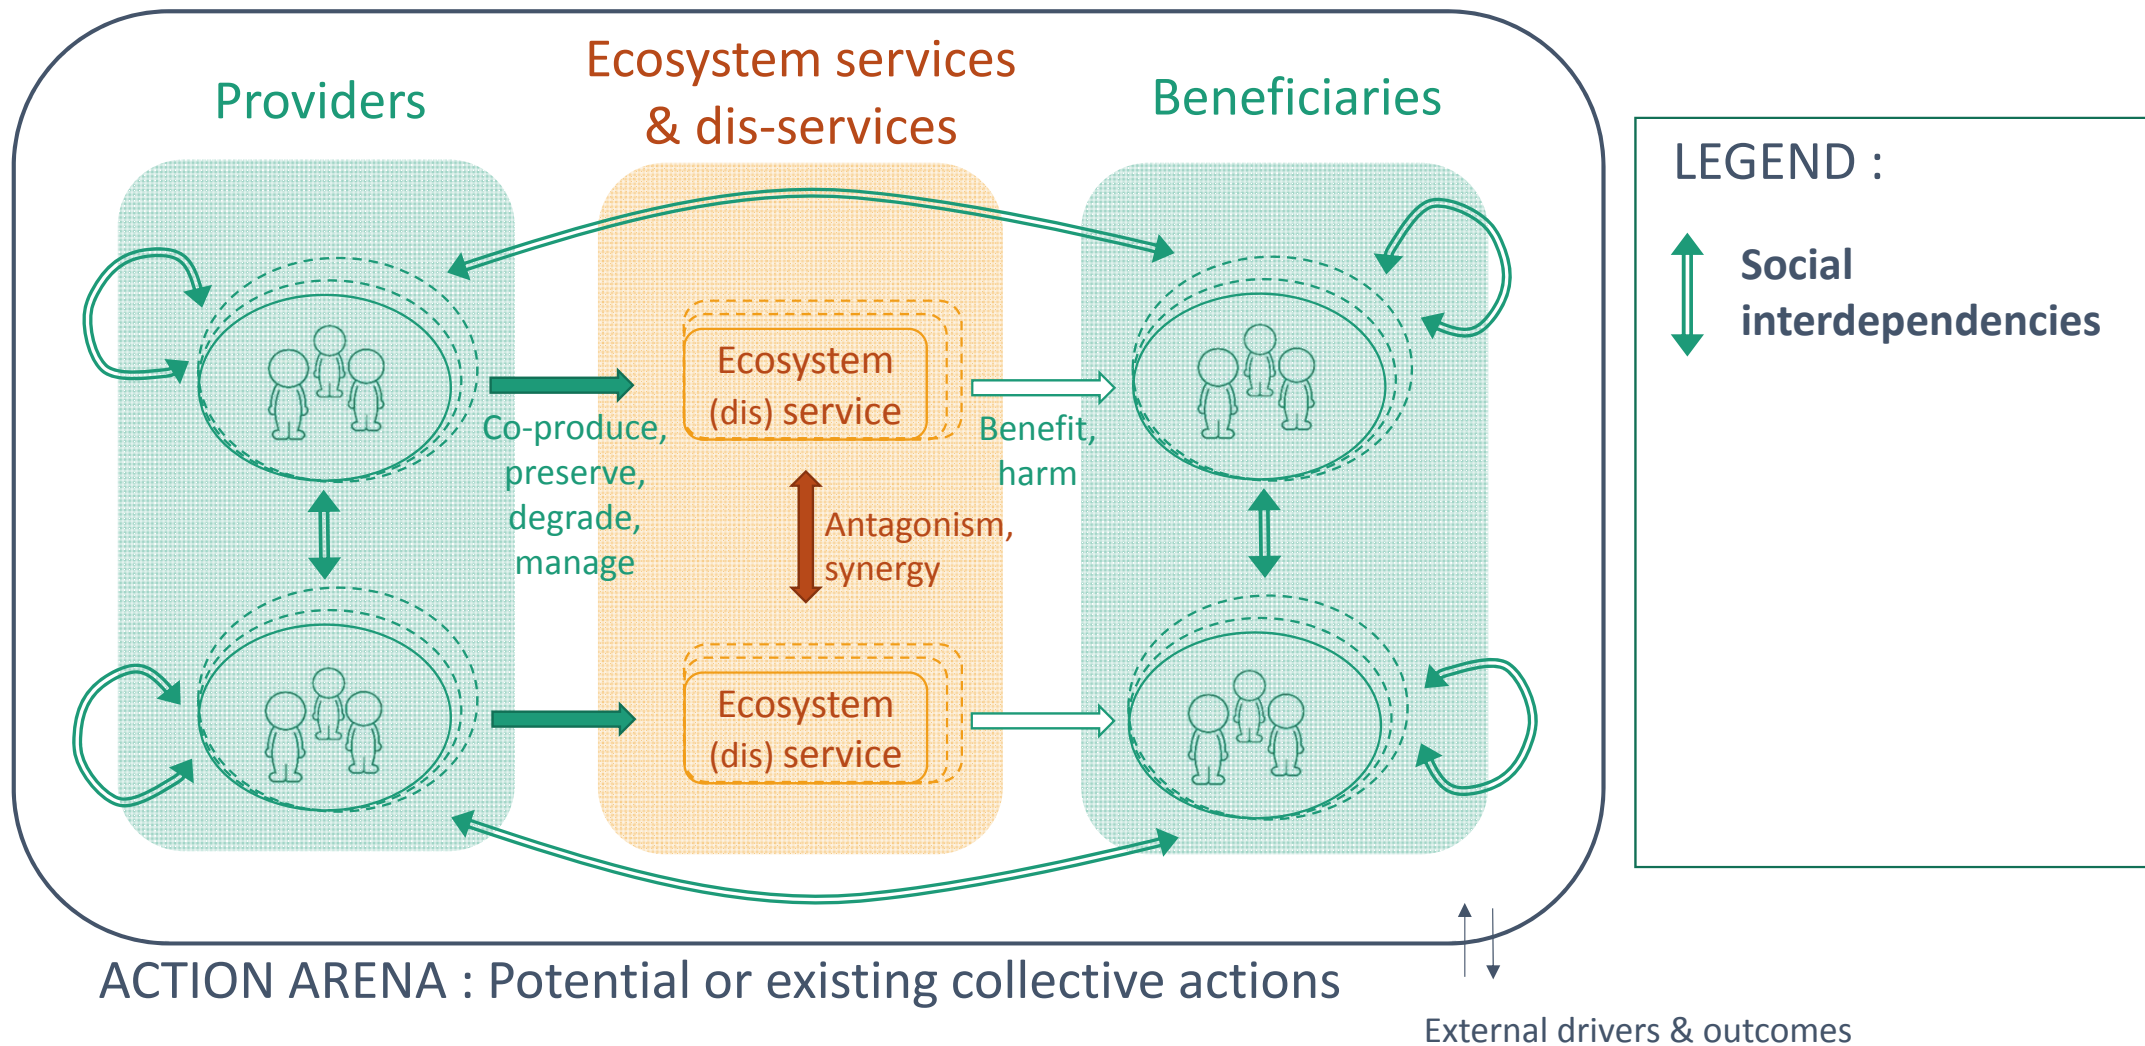 Providers
Ecosystem services
& dis-services
Beneficiaries
Ecosystem
(dis) service
Co-produce,
preserve,
degrade,
manage
Benefit,
harm
Antagonism,
synergy
Ecosystem
(dis) service
LEGEND :
Social
interdependencies
ACTION ARENA : Potential or existing collective actions
External drivers & outcomes